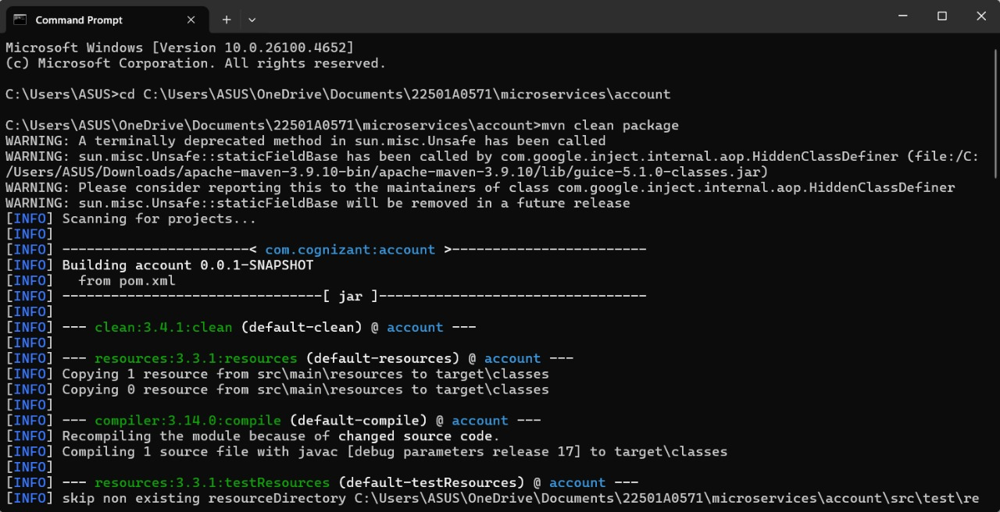 Command Prompt
Microsoft Windows [Version 10.0.26100.4652]
(c) Microsoft Corporation. All rights reserved.
C:\Users\ASUS>cd C:\Users\ASUS\OneDrive\Documents\22501A0571\microservices\account
C:\Users\ASUS\OneDrive\Documents\22501A0571\microservices\account>mvn clean package
WARNING: A terminally deprecated method in sun.misc.Unsafe has been called
WARNING: sun.misc.Unsafe::staticFieldBase has been called by com.google.inject.internal.aop.HiddenClassDefiner (file:/C:
/Users/ASUS/Downloads/apache-maven-3.9.10-bin/apache-maven-3.9.10/lib/guice-5.1.0-classes.jar)
WARNING: Please consider reporting this to the maintainers of class com.google.inject.internal.aop.HiddenClassDefiner
WARNING: sun.misc.Unsafe::staticFieldBase will be removed in a future release
[INFO] Scanning for projects...
[INFO]
[INFO] -----------------------< com.cognizant:account >------------------------
[INFO] Building account 0.0.1-SNAPSHOT
[INFO]   from pom.xml
[INFO] --------------------------------[ jar ]---------------------------------
[INFO]
[INFO] --- clean:3.4.1:clean (default-clean) @ account ---
[INFO]
[INFO] --- resources:3.3.1:resources (default-resources) @ account ---
[INFO] Copying 1 resource from src\main\resources to target\classes
[INFO] Copying 0 resource from src\main\resources to target\classes
[INFO]
[INFO] --- compiler:3.14.0:compile (default-compile) @ account ---
[INFO] Recompiling the module because of changed source code.
[INFO] Compiling 1 source file with javac [debug parameters release 17] to target\classes
[INFO]
[INFO] --- resources:3.3.1:testResources (default-testResources) @ account ---
[INFO] skip non existing resourceDirectory C:\Users\ASUS\OneDrive\Documents\22501A0571\microservices\account\src\test\re